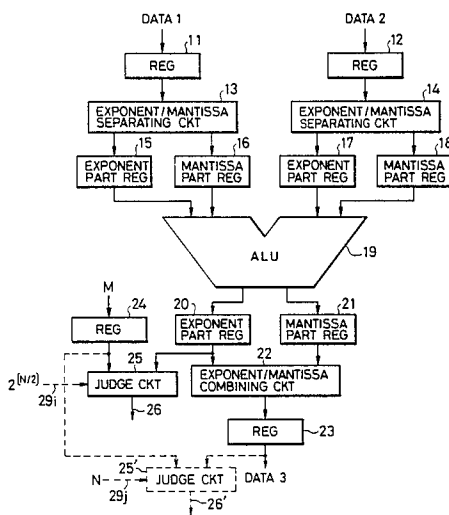 DATA 1 DATA 2
11 12
REG REG
13 14
EXPONENT/MANTISSA SEPARATING CKT
EXPONENT/MANTISSA SEPARATING CKT
15 16 17 18
EXPONENT PART REG
MANTISSA PART REG
EXPONENT PART REG
MANTISSA PART REG
ALU
19
M
24 20 21
REG
EXPONENT PART REG
MANTISSA PART REG
25 22
2[N/2]
29i
JUDGE CKT
EXPONENT/MANTISSA COMBINING CKT
26
REG
23
25'
N
29j
JUDGE CKT
DATA 3
26'